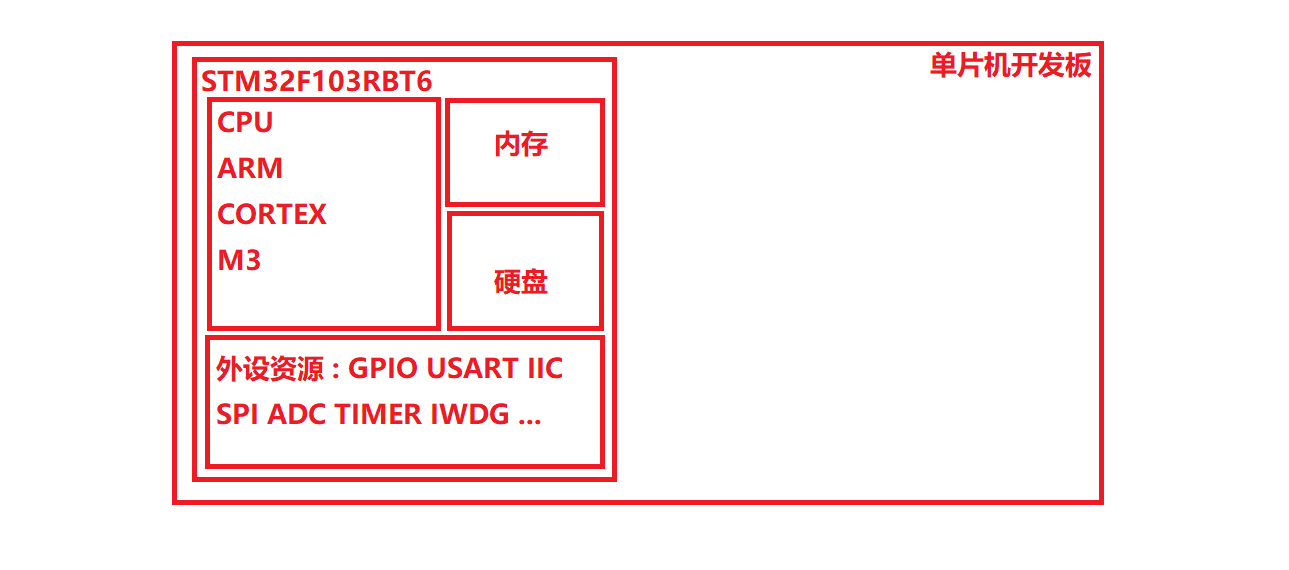 单片机开发板
STM32F103RBT6
CPU
ARM
CORTEX
M3
内存
硬盘
外设资源 : GPIO USART IIC
SPI ADC TIMER IWDG ...